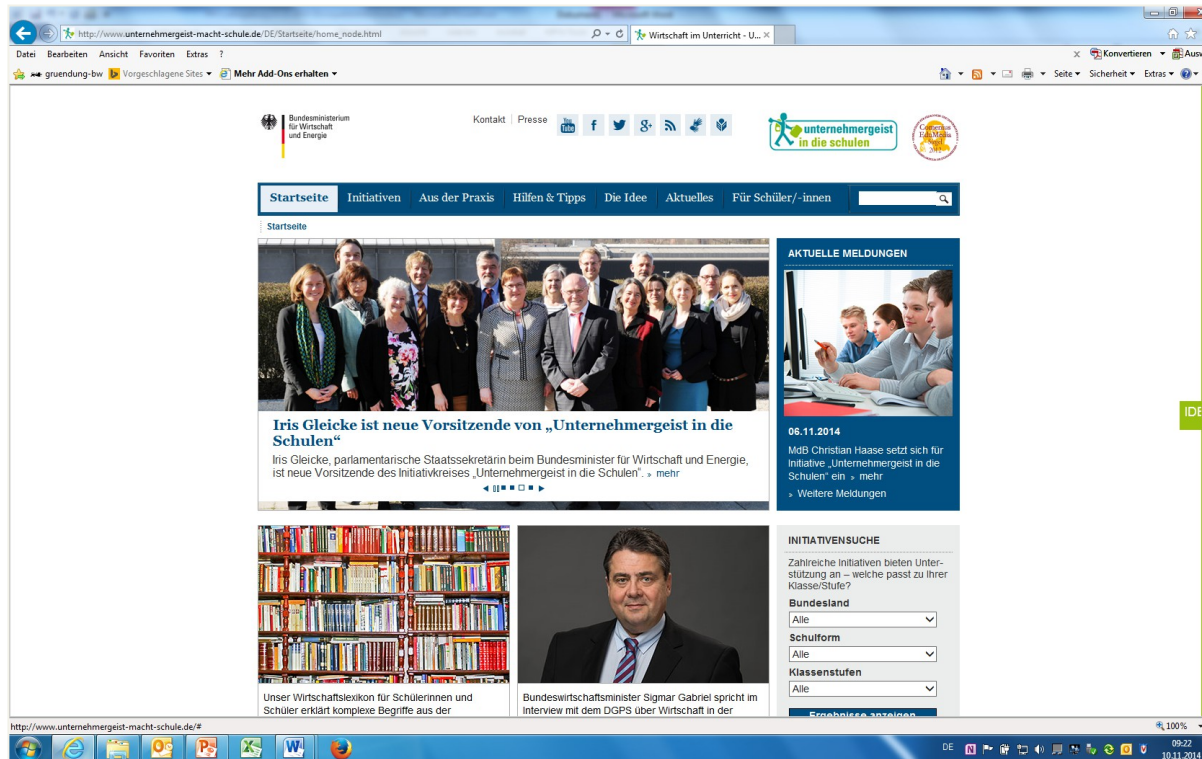 http://www.unternehmergeist-macht-schule.de/DE/Startseite/home_node.html
Wirtschaft im Unterricht - U...
Datei Bearbeiten Ansicht Favoriten Extras ?
x Konvertieren
gruendung-bw Vorgeschlagene Sites Mehr Add-Ons erhalten
Seite Sicherheit Extras
Bundesministerium
für Wirtschaft
und Energie
Kontakt Presse
You
Tube
unternehmergeist
in die schulen
Comenius
EduMedia
Siegel
2012
Startseite Initiativen Aus der Praxis Hilfen & Tipps Die Idee Aktuelles Für Schüler/-innen
Startseite
Iris Gleicke ist neue Vorsitzende von „Unternehmergeist in die
Schulen“
Iris Gleicke, parlamentarische Staatssekretärin beim Bundesminister für Wirtschaft und Energie,
ist neue Vorsitzende des Initiativkreises „Unternehmergeist in die Schulen“. » mehr
AKTUELLE MELDUNGEN
06.11.2014
MdB Christian Haase setzt sich für
Initiative „Unternehmergeist in die
Schulen“ ein » mehr
» Weitere Meldungen
Unser Wirtschaftslexikon für Schülerinnen und
Schüler erklärt komplexe Begriffe aus der
Bundeswirtschaftsminister Sigmar Gabriel spricht im
Interview mit dem DGPS über Wirtschaft in der
INITIATIVENSUCHE
Zahlreiche Initiativen bieten Unter-
stützung an – welche passt zu Ihrer
Klasse/Stufe?
Bundesland
Alle
Schulform
Alle
Klassenstufen
Alle
Ergebnisse anzeigen
http://www.unternehmergeist-macht-schule.de/#
100%
DE
09:22
10.11.2014